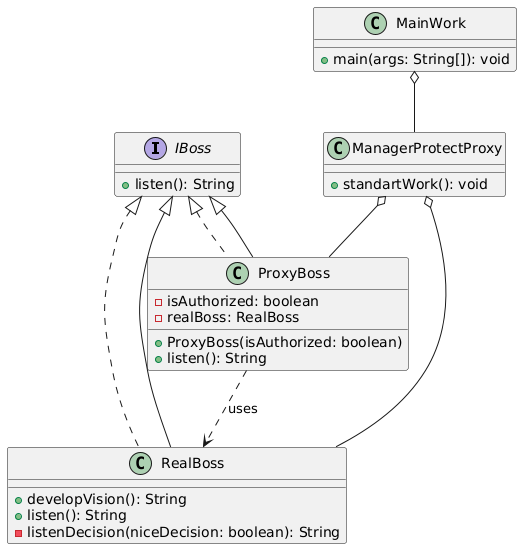 MainWork
main(args: String[]): void
IBoss
listen(): String
ManagerProtectProxy
standartWork(): void
ProxyBoss
isAuthorized: boolean
realBoss: RealBoss
ProxyBoss(isAuthorized: boolean)
listen(): String
uses
RealBoss
developVision(): String
listen(): String
listenDecision(niceDecision: boolean): String